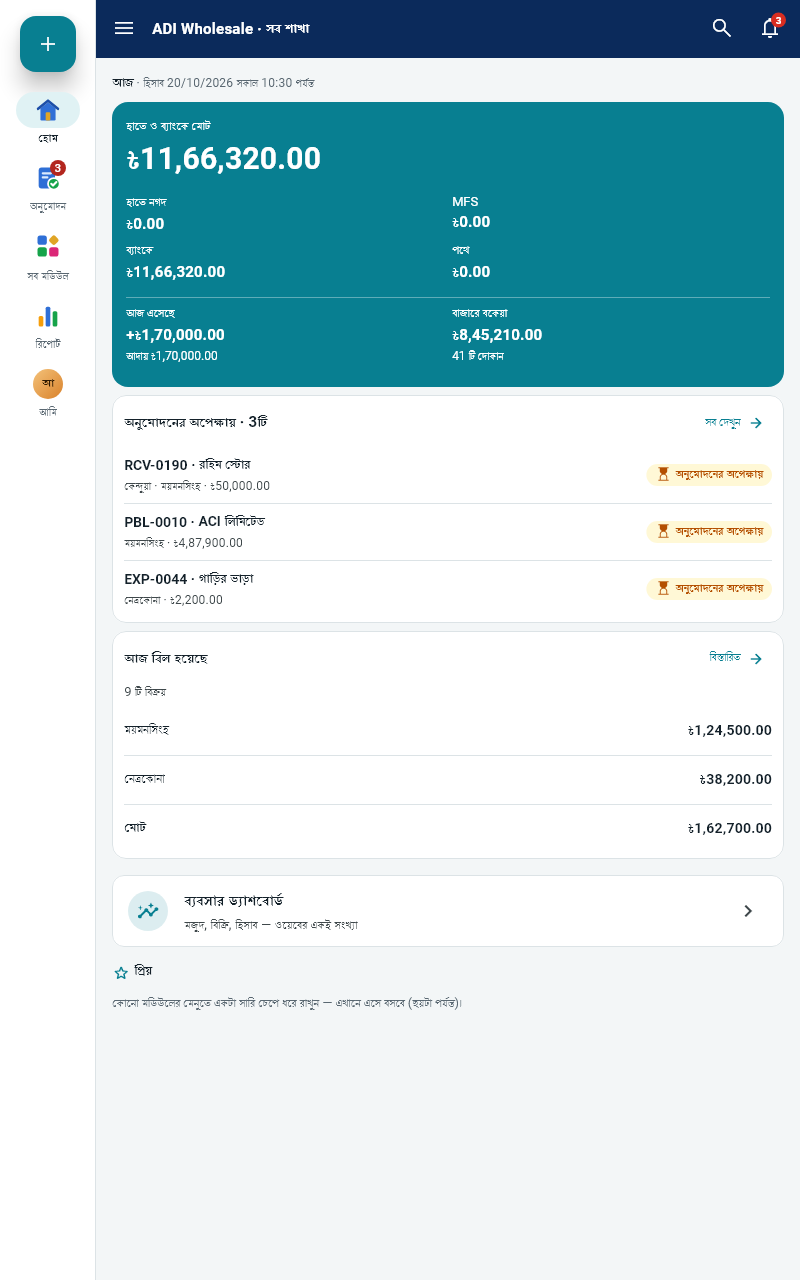 +
ADI Wholesale · সব শাখা
3
হোম
3
অনুমোদন
সব মডিউল
রিপোর্ট
আ
আমি
আজ · হিসাব 20/10/2026 সকাল 10:30 পর্যন্ত
হাতে ও ব্যাংকে মোট
৳11,66,320.00
হাতে নগদ
৳0.00
MFS
৳0.00
ব্যাংকে
৳11,66,320.00
পথে
৳0.00
আজ এসেছে
+৳1,70,000.00
আদায় ৳1,70,000.00
বাজারে বকেয়া
৳8,45,210.00
41 টি দোকান
অনুমোদনের অপেক্ষায় · 3টি
সব দেখুন
RCV-0190 · রহিম স্টোর
কেন্দুয়া · ময়মনসিংহ · ৳50,000.00
অনুমোদনের অপেক্ষায়
PBL-0010 · ACI লিমিটেড
ময়মনসিংহ · ৳4,87,900.00
অনুমোদনের অপেক্ষায়
EXP-0044 · গাড়ির ভাড়া
নেত্রকোনা · ৳2,200.00
অনুমোদনের অপেক্ষায়
আজ বিল হয়েছে
বিস্তারিত
9 টি বিক্রয়
ময়মনসিংহ ৳1,24,500.00
নেত্রকোনা ৳38,200.00
মোট ৳1,62,700.00
ব্যবসার ড্যাশবোর্ড
মজুদ, বিক্রি, হিসাব — ওয়েবের একই সংখ্যা
প্রিয়
কোনো মডিউলের মেনুতে একটা সারি চেপে ধরে রাখুন — এখানে এসে বসবে (ছয়টা পর্যন্ত)।